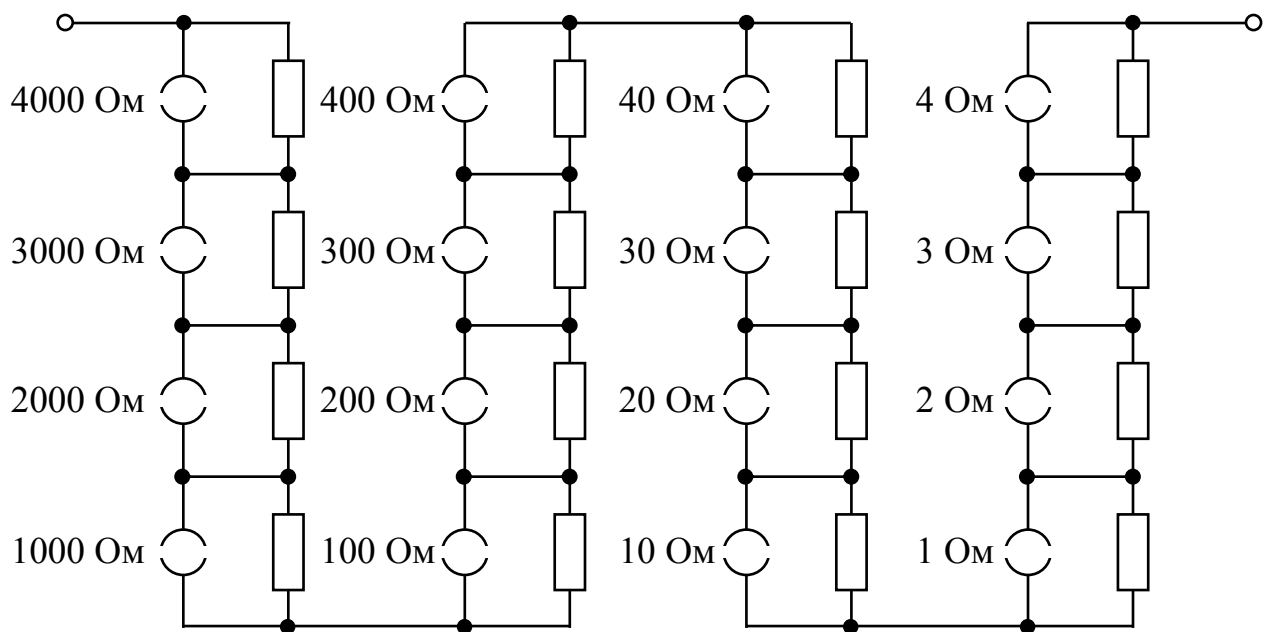 4000 Ом 400 Ом 40 Ом 4 Ом
3000 Ом 300 Ом 30 Ом 3 Ом
2000 Ом 200 Ом 20 Ом 2 Ом
1000 Ом 100 Ом 10 Ом 1 Ом